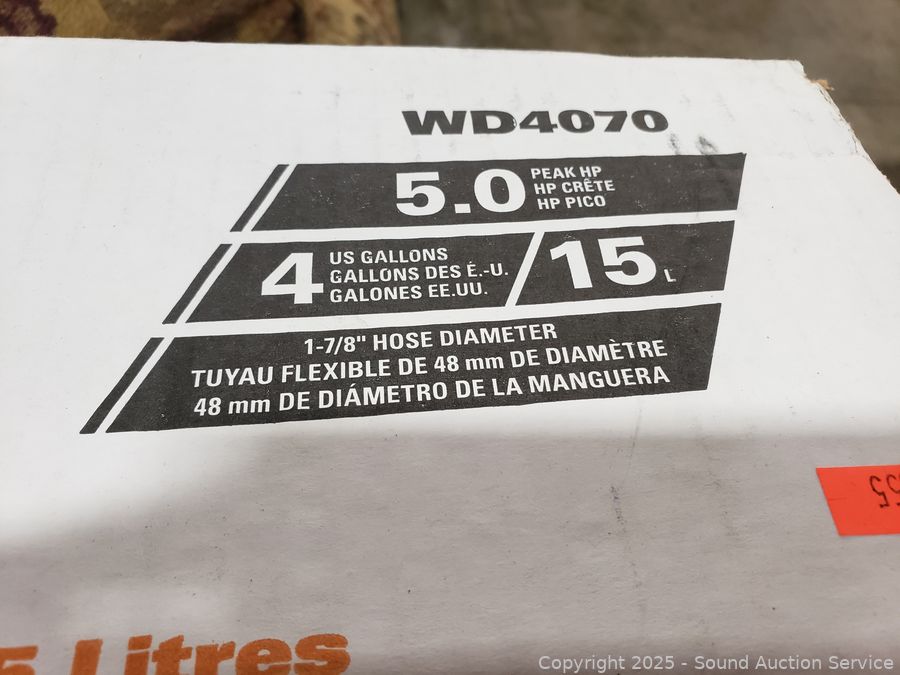 WD4070
5.0 PEAK HP
HP CRÊTE
HP PICO
4 US GALLONS
GALLONS DES É.-U.
GALONES EE.UU.
15 L
1-7/8" HOSE DIAMETER
TUYAU FLEXIBLE DE 48 mm DE DIAMÈTRE
48 mm DE DIÁMETRO DE LA MANGUERA
5 Litres
Copyright © 2025 - Sound Auction Service